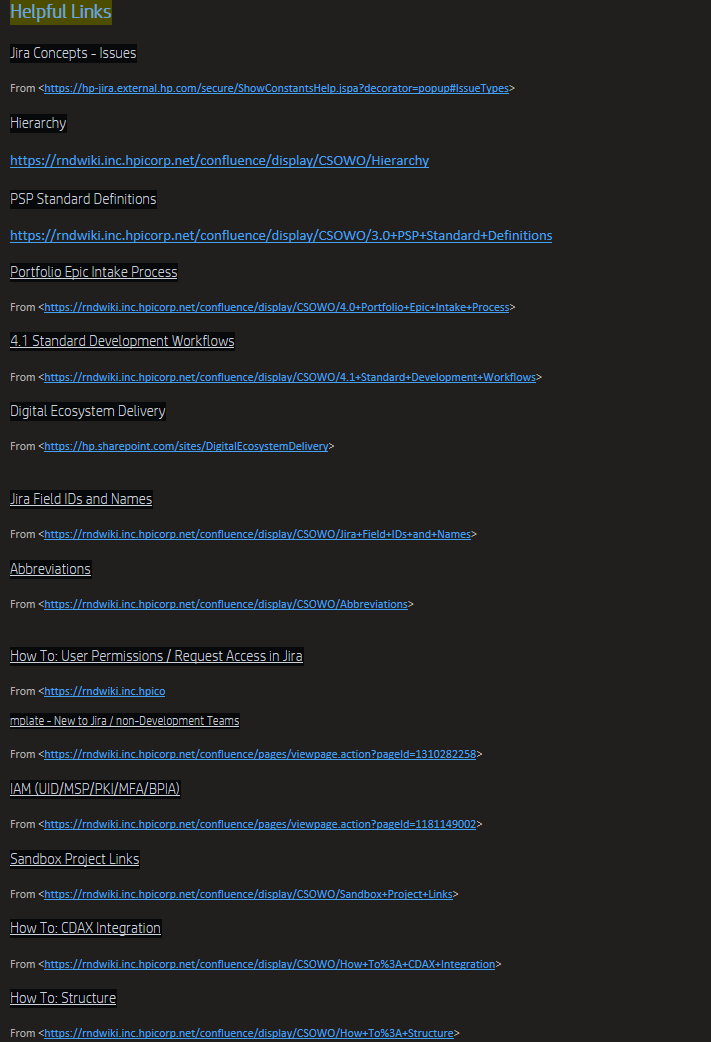 Helpful Links
Jira Concepts - Issues
From <https://hp-jira.external.hp.com/secure/ShowConstantsHelp.jspa?decorator=popup#IssueTypes>
Hierarchy
https://rndwiki.inc.hpicorp.net/confluence/display/CSOWO/Hierarchy
PSP Standard Definitions
https://rndwiki.inc.hpicorp.net/confluence/display/CSOWO/3.0+PSP+Standard+Definitions
Portfolio Epic Intake Process
From <https://rndwiki.inc.hpicorp.net/confluence/display/CSOWO/4.0+Portfolio+Epic+Intake+Process>
4.1 Standard Development Workflows
From <https://rndwiki.inc.hpicorp.net/confluence/display/CSOWO/4.1+Standard+Development+Workflows>
Digital Ecosystem Delivery
From <https://hp.sharepoint.com/sites/DigitalEcosystemDelivery>
Jira Field IDs and Names
From <https://rndwiki.inc.hpicorp.net/confluence/display/CSOWO/Jira+Field+IDs+and+Names>
Abbreviations
From <https://rndwiki.inc.hpicorp.net/confluence/display/CSOWO/Abbreviations>
How To: User Permissions / Request Access in Jira
From <https://rndwiki.inc.hpico
mplate - New to Jira / non-Development Teams
From <https://rndwiki.inc.hpicorp.net/confluence/pages/viewpage.action?pageId=1310282258>
IAM (UID/MSP/PKI/MFA/BPIA)
From <https://rndwiki.inc.hpicorp.net/confluence/pages/viewpage.action?pageId=1181149002>
Sandbox Project Links
From <https://rndwiki.inc.hpicorp.net/confluence/display/CSOWO/Sandbox+Project+Links>
How To: CDAX Integration
From <https://rndwiki.inc.hpicorp.net/confluence/display/CSOWO/How+To%3A+CDAX+Integration>
How To: Structure
From <https://rndwiki.inc.hpicorp.net/confluence/display/CSOWO/How+To%3A+Structure>